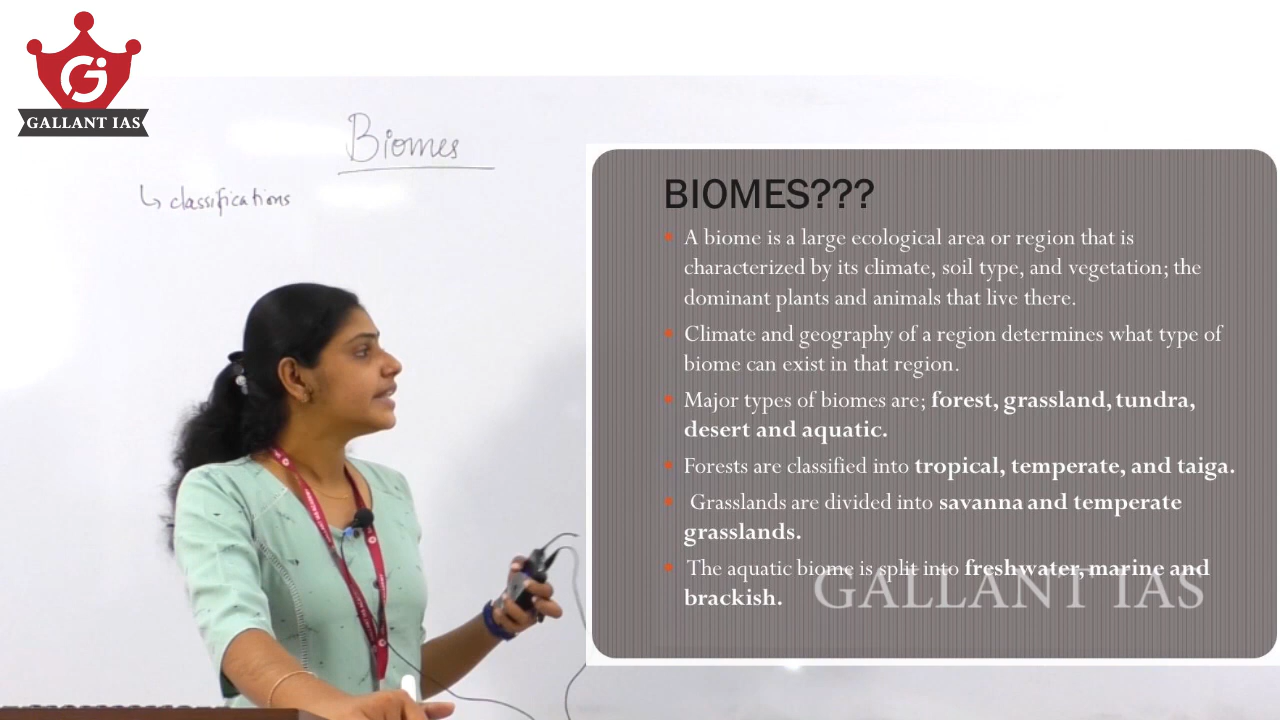 GALLANT IAS
Biomes
↳ classifications
BIOMES???
A biome is a large ecological area or region that is
characterized by its climate, soil type, and vegetation; the
dominant plants and animals that live there.
Climate and geography of a region determines what type of
biome can exist in that region.
Major types of biomes are; forest, grassland, tundra,
desert and aquatic.
Forests are classified into tropical, temperate, and taiga.
Grasslands are divided into savanna and temperate
grasslands.
The aquatic biome is split into freshwater, marine and
brackish.
GALLANT IAS